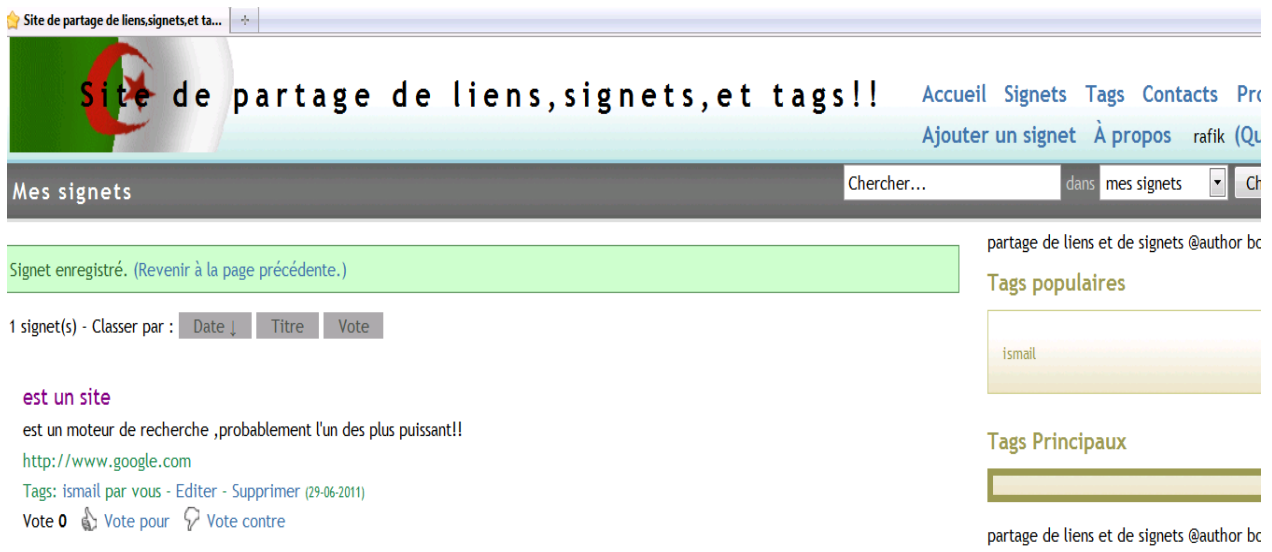 Site de partage de liens,signets,et ta...
Site de partage de liens,signets,et tags!!
Accueil Signets Tags Contacts
Ajouter un signet À propos rafik
Mes signets
Chercher... dans mes signets
Signet enregistré. (Revenir à la page précédente.)
1 signet(s) - Classer par : Date ↓ Titre Vote
est un site
est un moteur de recherche ,probablement l'un des plus puissant!!
http://www.google.com
Tags: ismail par vous - Editer - Supprimer (29-06-2011)
Vote 0 Vote pour Vote contre
partage de liens et de signets @author
Tags populaires
ismail
Tags Principaux
partage de liens et de signets @author